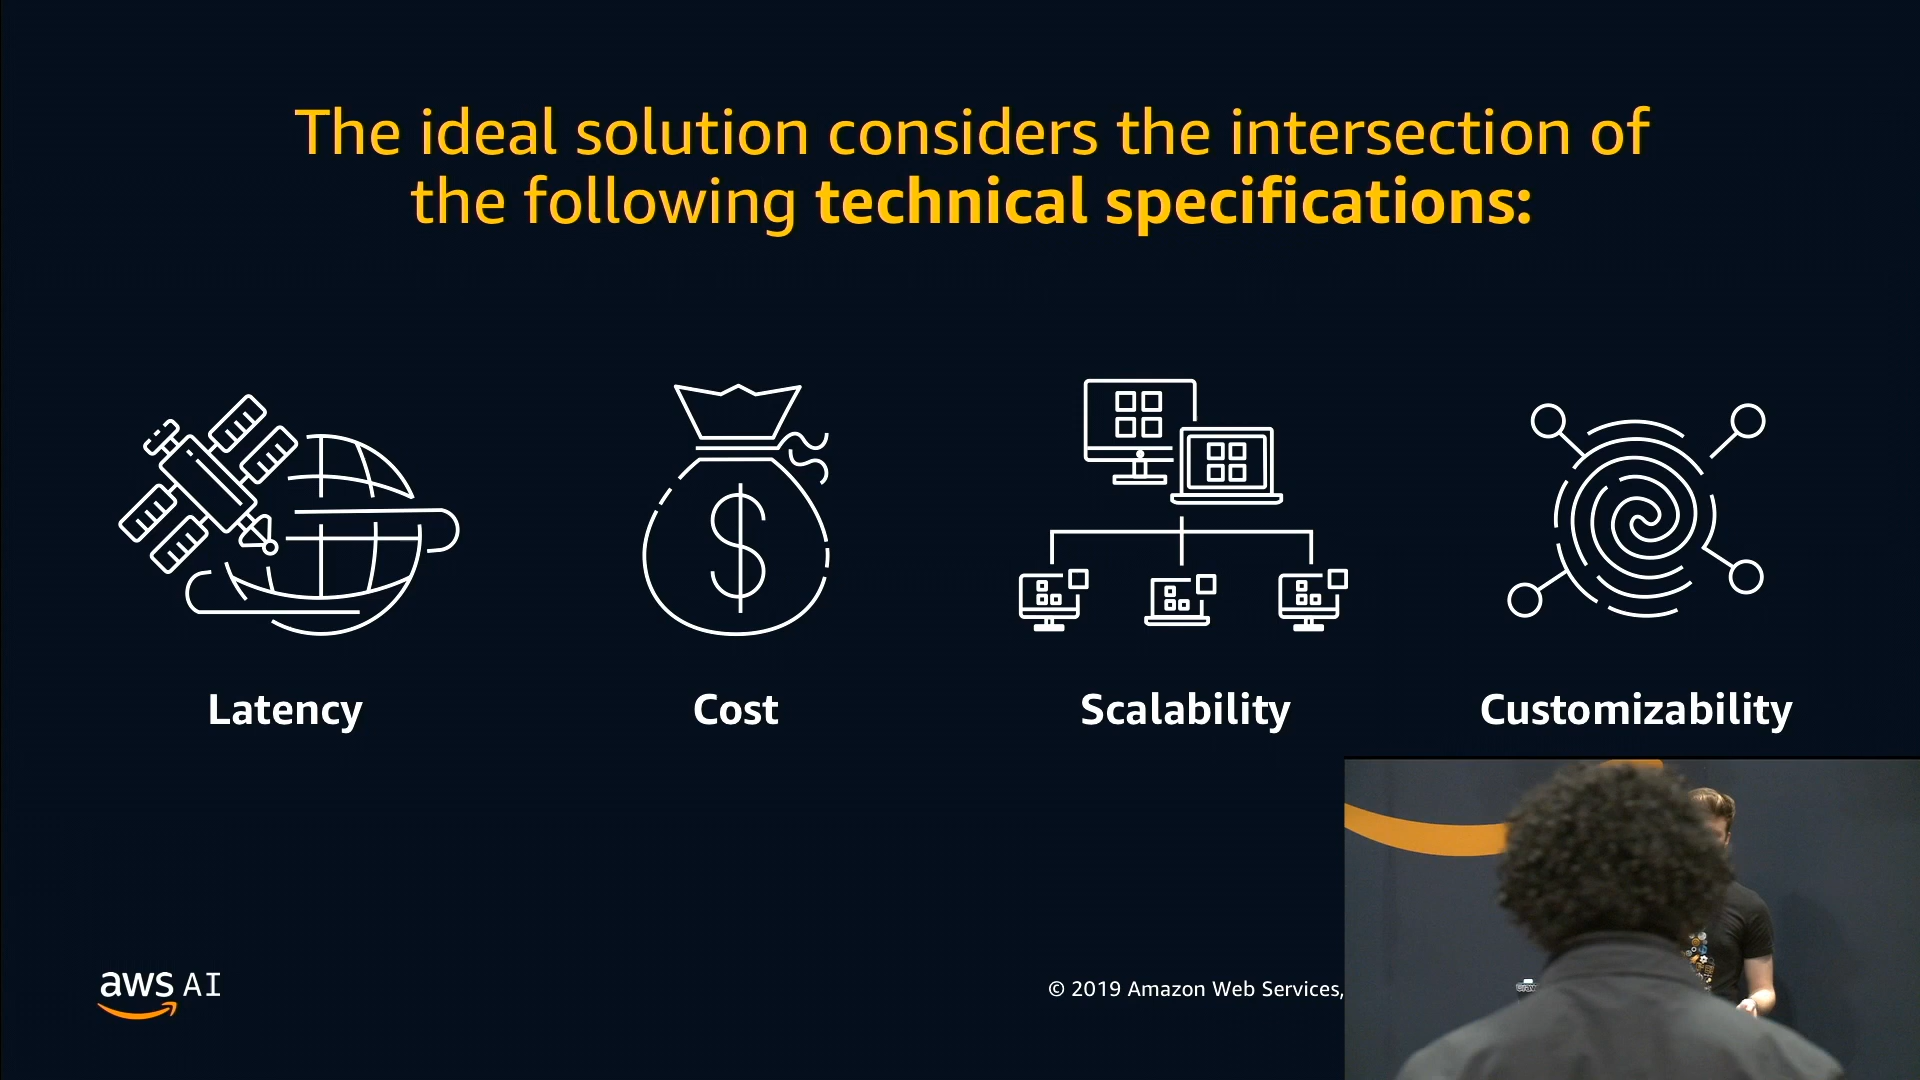 The ideal solution considers the intersection of
the following technical specifications:
Latency
Cost
Scalability
Customizability
aws AI
© 2019 Amazon Web Services,